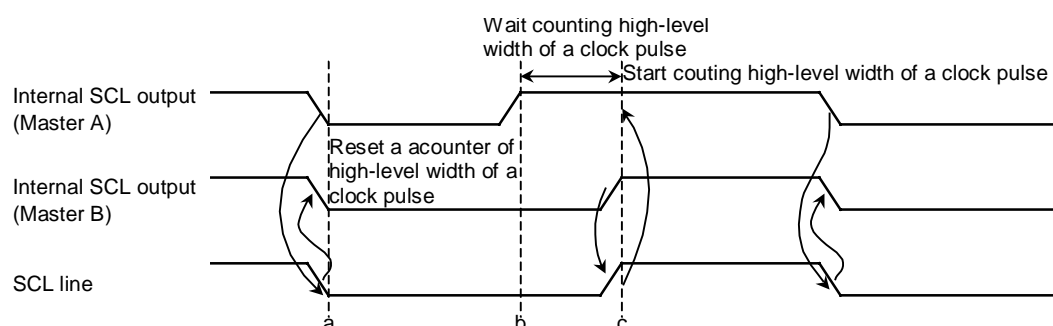 Wait counting high-level
width of a clock pulse
Start couting high-level width of a clock pulse
Internal SCL output
(Master A)
Reset a acounter of
high-level width of a
clock pulse
Internal SCL output
(Master B)
SCL line
a
b
c